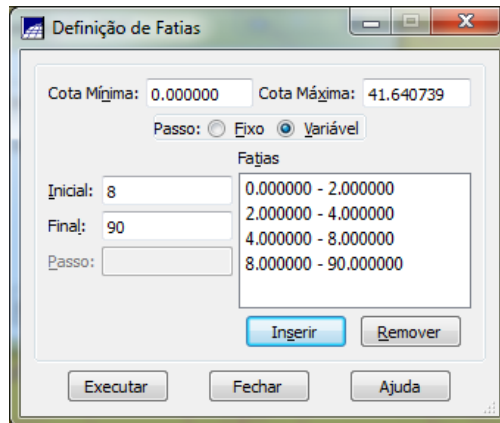 Definição de Fatias
Cota Mínima: 0.000000 Cota Máxima: 41.640739
Passo: Fixo Variável
Fatias
Inicial: 8
Final: 90
Passo:
0.000000 - 2.000000
2.000000 - 4.000000
4.000000 - 8.000000
8.000000 - 90.000000
Inserir Remover
Executar Fechar Ajuda